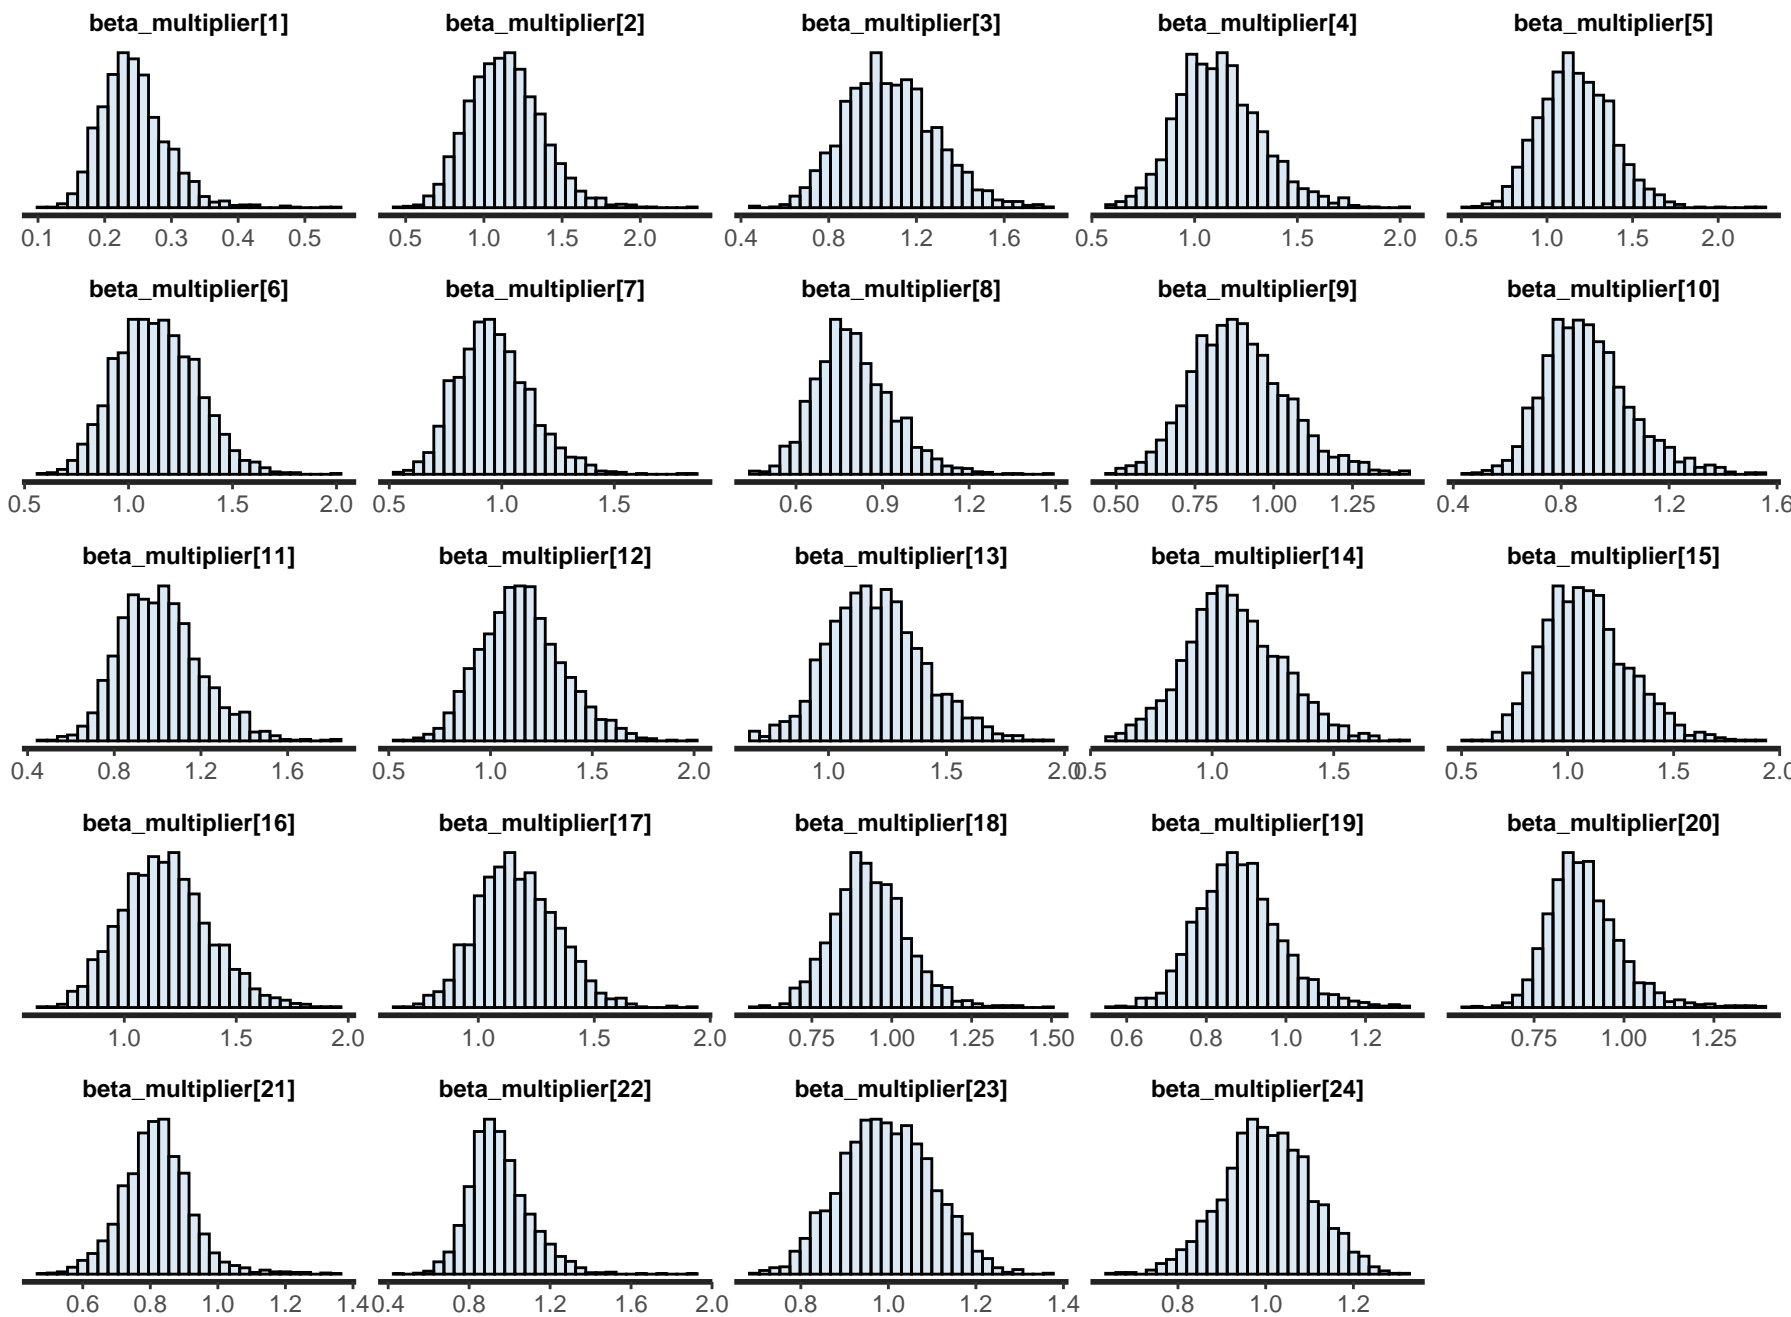 beta_multiplier[1] beta_multiplier[2] beta_multiplier[3] beta_multiplier[4] beta_multiplier[5]
0.1 0.2 0.3 0.4 0.5 0.5 1.0 1.5 2.0 0.4 0.8 1.2 1.6 0.5 1.0 1.5 2.0 0.5 1.0 1.5 2.0
beta_multiplier[6] beta_multiplier[7] beta_multiplier[8] beta_multiplier[9] beta_multiplier[10]
0.5 1.0 1.5 2.0 0.5 1.0 1.5 0.6 0.9 1.2 1.5 0.50 0.75 1.00 1.25 0.4 0.8 1.2 1.6
beta_multiplier[11] beta_multiplier[12] beta_multiplier[13] beta_multiplier[14] beta_multiplier[15]
0.4 0.8 1.2 1.6 0.5 1.0 1.5 2.0 1.0 1.5 2.0 0.5 1.0 1.5 0.5 1.0 1.5 2.0
beta_multiplier[16] beta_multiplier[17] beta_multiplier[18] beta_multiplier[19] beta_multiplier[20]
1.0 1.5 2.0 1.0 1.5 2.0 0.75 1.00 1.25 1.50 0.6 0.8 1.0 1.2 0.75 1.00 1.25
beta_multiplier[21] beta_multiplier[22] beta_multiplier[23] beta_multiplier[24]
0.6 0.8 1.0 1.2 1.4 0.4 0.8 1.2 1.6 2.0 0.8 1.0 1.2 1.4 0.8 1.0 1.2